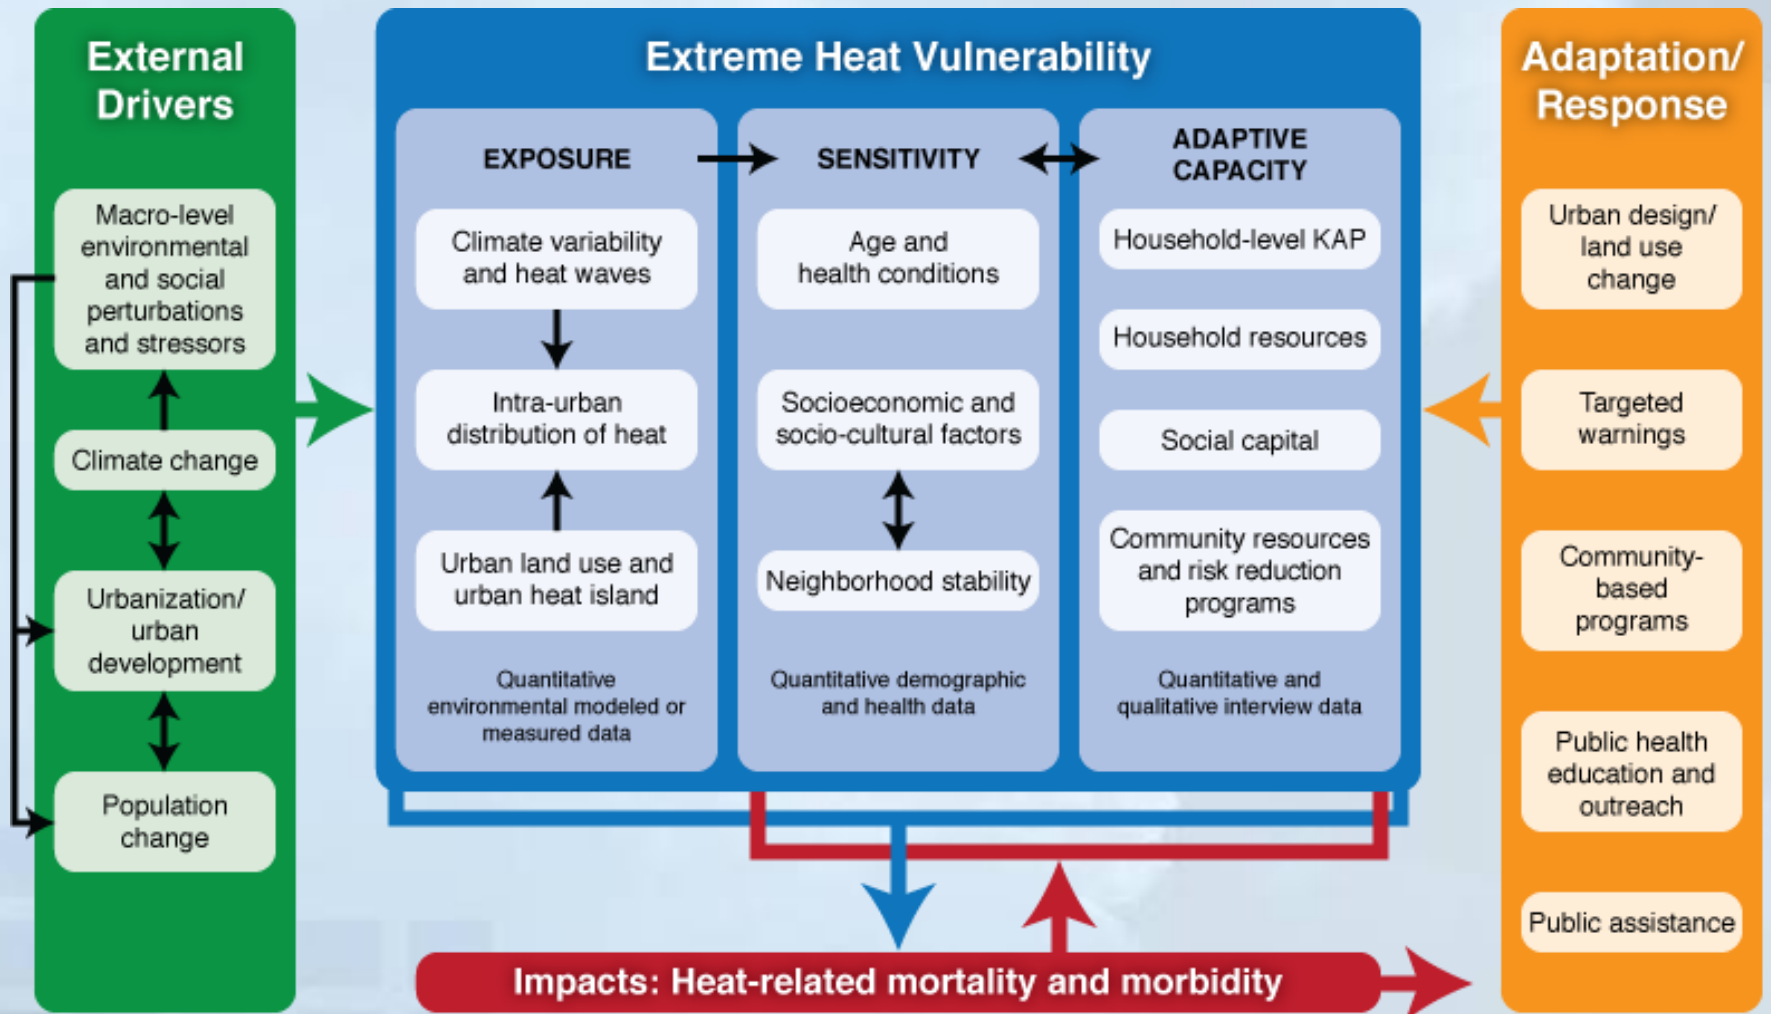 External
Drivers
Macro-level
environmental
and social
perturbations
and stressors
Climate change
Urbanization/
urban
development
Population
change
Extreme Heat Vulnerability
EXPOSURE
Climate variability
and heat waves
Intra-urban
distribution of heat
Urban land use and
urban heat island
Quantitative
environmental modeled or
measured data
SENSITIVITY
Age and
health conditions
Socioeconomic and
socio-cultural factors
Neighborhood stability
Quantitative demographic
and health data
ADAPTIVE
CAPACITY
Household-level KAP
Household resources
Social capital
Community resources
and risk reduction
programs
Quantitative and
qualitative interview data
Impacts: Heat-related mortality and morbidity
Adaptation/
Response
Urban design/
land use
change
Targeted
warnings
Community-
based
programs
Public health
education and
outreach
Public assistance